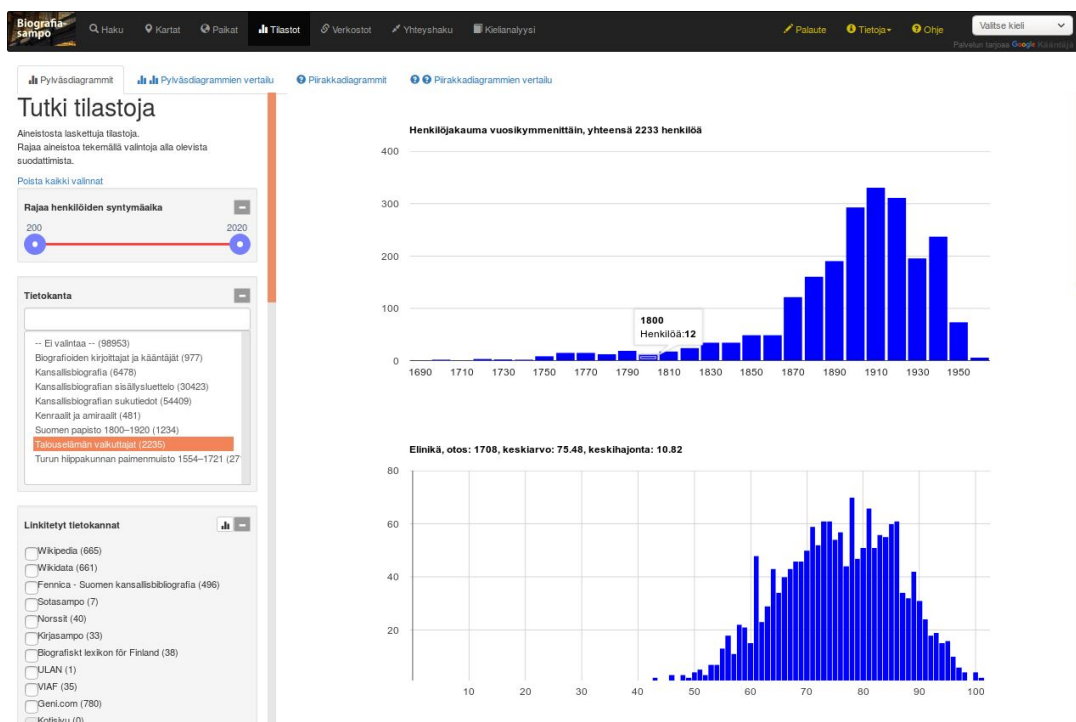 Biografia-
sampo
Haku Kartat Paikat Tilastot Verkostot Yhteyshaku Kielianalyysi Palaute Tietoja Ohje Valitse kieli
Palvelun tarjoaa Google Kääntäjä
Pylväsdiagrammit Pylväsdiagrammien vertailu Piirakkadiagrammit Piirakkadiagrammien vertailu
Tutki tilastoja
Aineistosta laskettuja tilastoja.
Rajaa aineistoa tekemällä valintoja alla olevista
suodattimista.
Poista kaikki valinnat
Rajaa henkilöiden syntymäaika
200 2020
Tietokanta
-- Ei valintaa -- (98953)
Biografioiden kirjoittajat ja kääntäjät (977)
Kansallisbiografia (6478)
Kansallisbiografian sisällysluettelo (30423)
Kansallisbiografian sukutiedot (54409)
Kenraalit ja amiraalit (481)
Suomen papisto 1800–1920 (1234)
Talouselämän vaikuttajat (2235)
Turun hiippakunnan paimenmuisto 1554–1721 (27
Linkitetyt tietokannat
Wikipedia (665)
Wikidata (661)
Fennica - Suomen kansallisbibliografia (496)
Sotasampo (7)
Norssit (40)
Kirjasampo (33)
Biografiskt lexikon för Finland (38)
ULAN (1)
VIAF (35)
Geni.com (780)
Kotisivu (0)
Henkilöjakauma vuosikymmenittäin, yhteensä 2233 henkilöä
400
300
200
100
0
1800
Henkilöä:12
1690 1710 1730 1750 1770 1790 1810 1830 1850 1870 1890 1910 1930 1950
Elinikä, otos: 1708, keskiarvo: 75.48, keskihajonta: 10.82
80
60
40
20
10 20 30 40 50 60 70 80 90 100